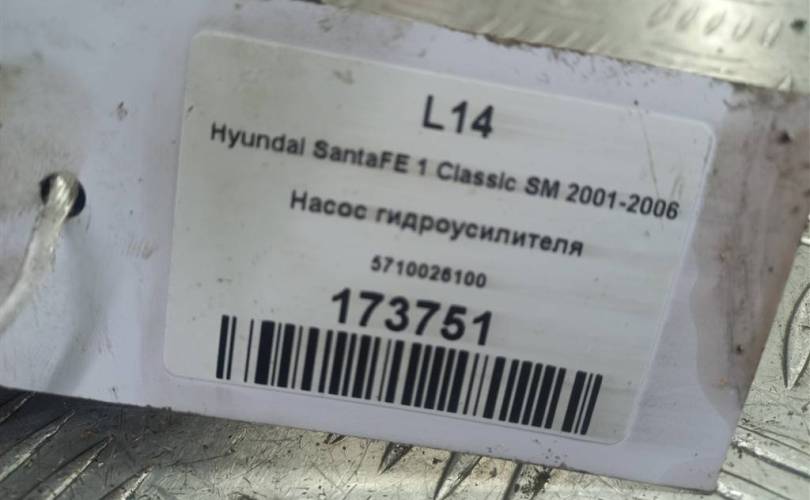 L14
Hyundai SantaFE 1 Classic SM 2001-2006
Насос гидроусилителя
5710026100
173751